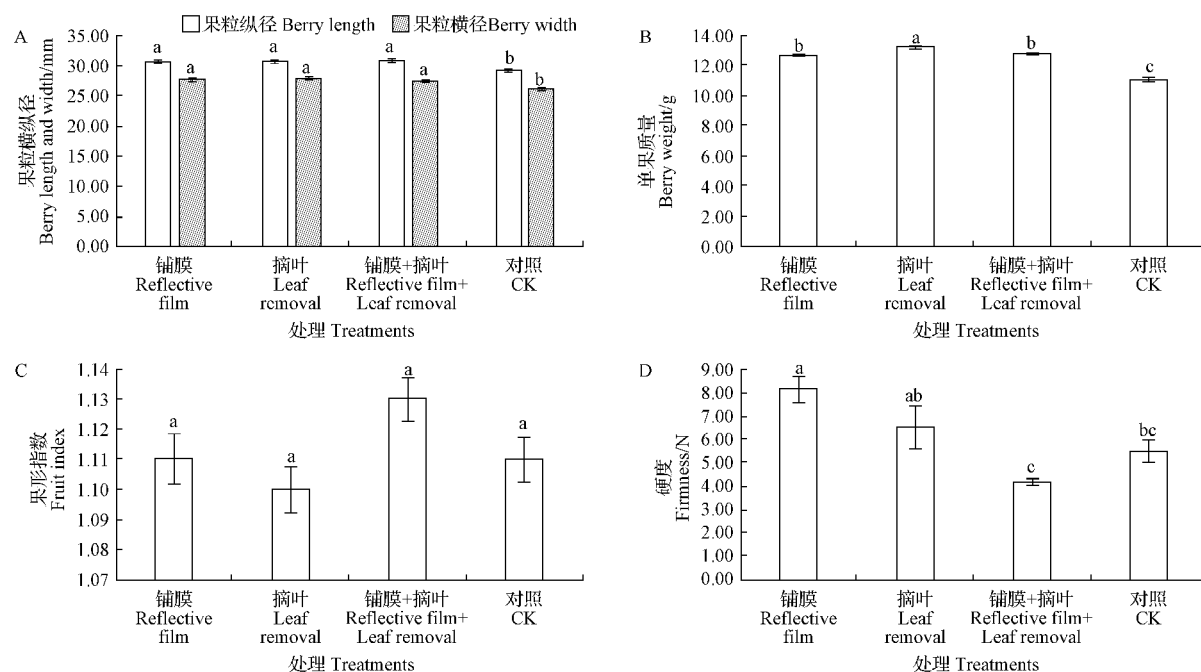 A
果粒纵径 Berry length
果粒横径Berry width
果粒横纵径
Berry length and width/mm
35.00
30.00
25.00
20.00
15.00
10.00
5.00
0.00
a
a
a
a
a
a
b
b
铺膜
Reflective
film
摘叶
Leaf
removal
铺膜+摘叶
Reflective film+
Leaf removal
对照
CK
处理 Treatments
B
单果质量
Berry weight/g
14.00
12.00
10.00
8.00
6.00
4.00
2.00
0.00
b
a
b
c
铺膜
Reflective
film
摘叶
Leaf
removal
铺膜+摘叶
Reflective film+
Leaf removal
对照
CK
处理 Treatments
C
果形指数
Fruit index
1.14
1.13
1.12
1.11
1.10
1.09
1.08
1.07
a
a
a
a
铺膜
Reflective
film
摘叶
Leaf
removal
铺膜+摘叶
Reflective film+
Leaf removal
对照
CK
处理 Treatments
D
硬度
Firmness/N
9.00
8.00
7.00
6.00
5.00
4.00
3.00
2.00
1.00
0.00
a
ab
c
bc
铺膜
Reflective
film
摘叶
Leaf
removal
铺膜+摘叶
Reflective film+
Leaf removal
对照
CK
处理 Treatments